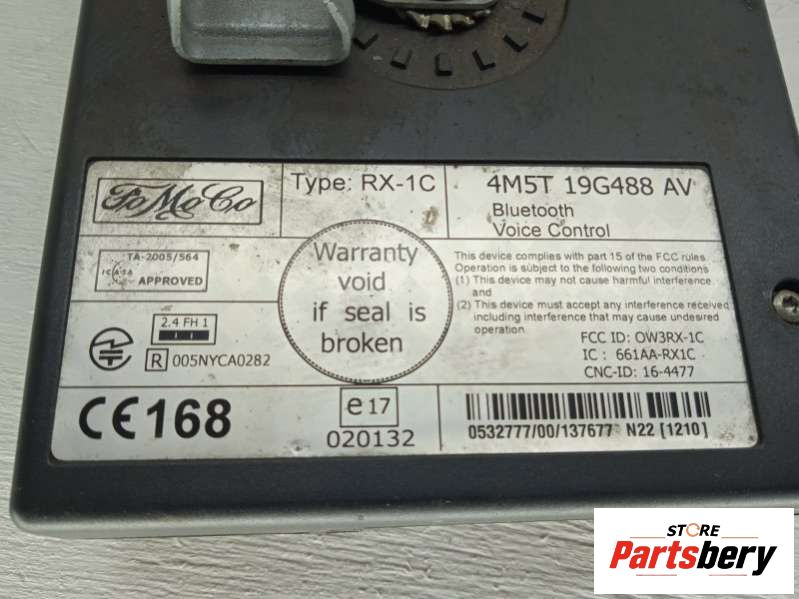 FoMoCo
Type: RX-1C
4M5T 19G488 AV
Bluetooth
Voice Control
TA-2005/564
ICASA
APPROVED
Warranty
void
if seal is
broken
This device complies with part 15 of the FCC rules
Operation is subject to the following two conditions
(1) This device may not cause harmful interference
and
(2) This device must accept any interference received
including interference that may cause undesired
operation.
FCC ID: OW3RX-1C
IC : 661AA-RX1C
CNC-ID: 16-4477
2.4 FH 1
R 005NYCA0282
CE168
e17
020132
0532777/00/137677 N22 [1210]
STORE
Partsbery